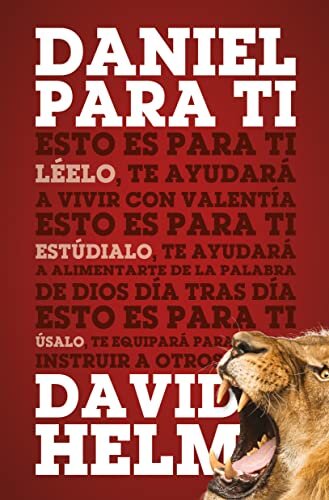 DANIEL
PARA TI
ESTO ES PARA TI
LÉELO, TE AYUDARÁ
A VIVIR CON VALENTÍA
ESTO ES PARA TI
ESTÚDIALO, TE AYUDARÁ
A ALIMENTARTE DE LA PALABRA
DE DIOS DÍA TRAS DÍA
ESTO ES PARA TI
ÚSALO, TE EQUIPARÁ PARA
INSTRUIR A OTROS
DAVID
HELM